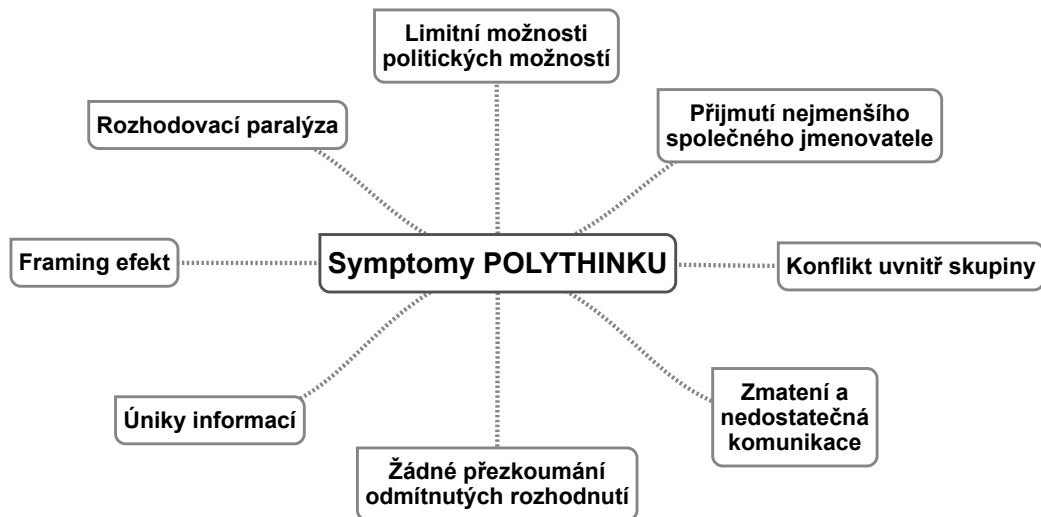 Limitní možnosti
politických možností
Rozhodovací paralýza
Přijmutí nejmenšího
společného jmenovatele
Framing efekt
Symptomy POLYTHINKU
Konflikt uvnitř skupiny
Úniky informací
Zmatení a
nedostatečná
komunikace
Žádné přezkoumání
odmítnutých rozhodnutí